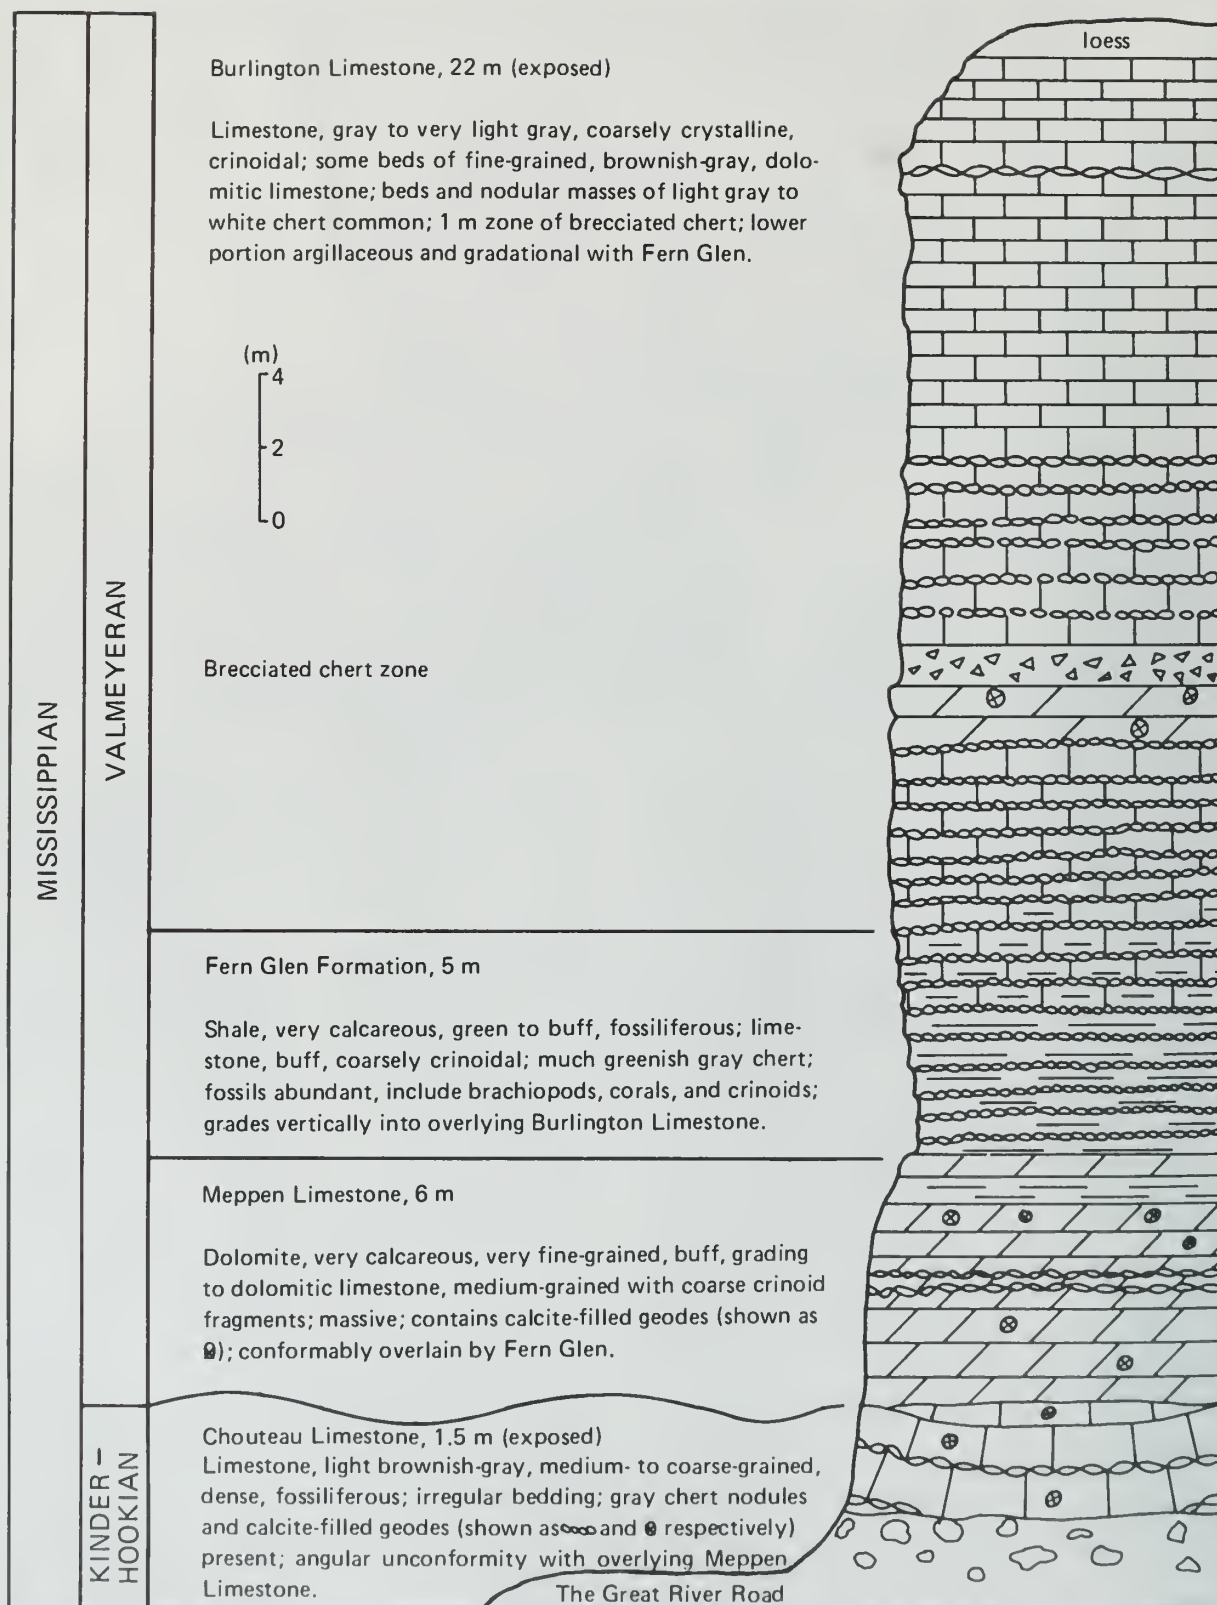 MISSISSIPPIAN
VALMEYERAN
KINDER–
HOOKIAN
loess
Burlington Limestone, 22 m (exposed)
Limestone, gray to very light gray, coarsely crystalline,
crinoidal; some beds of fine-grained, brownish-gray, dolo-
mitic limestone; beds and nodular masses of light gray to
white chert common; 1 m zone of brecciated chert; lower
portion argillaceous and gradational with Fern Glen.
(m)
4
2
0
Brecciated chert zone
Fern Glen Formation, 5 m
Shale, very calcareous, green to buff, fossiliferous; lime-
stone, buff, coarsely crinoidal; much greenish gray chert;
fossils abundant, include brachiopods, corals, and crinoids;
grades vertically into overlying Burlington Limestone.
Meppen Limestone, 6 m
Dolomite, very calcareous, very fine-grained, buff, grading
to dolomitic limestone, medium-grained with coarse crinoid
fragments; massive; contains calcite-filled geodes (shown as
); conformably overlain by Fern Glen.
Chouteau Limestone, 1.5 m (exposed)
Limestone, light brownish-gray, medium- to coarse-grained,
dense, fossiliferous; irregular bedding; gray chert nodules
and calcite-filled geodes (shown as and respectively)
present; angular unconformity with overlying Meppen
Limestone.
The Great River Road